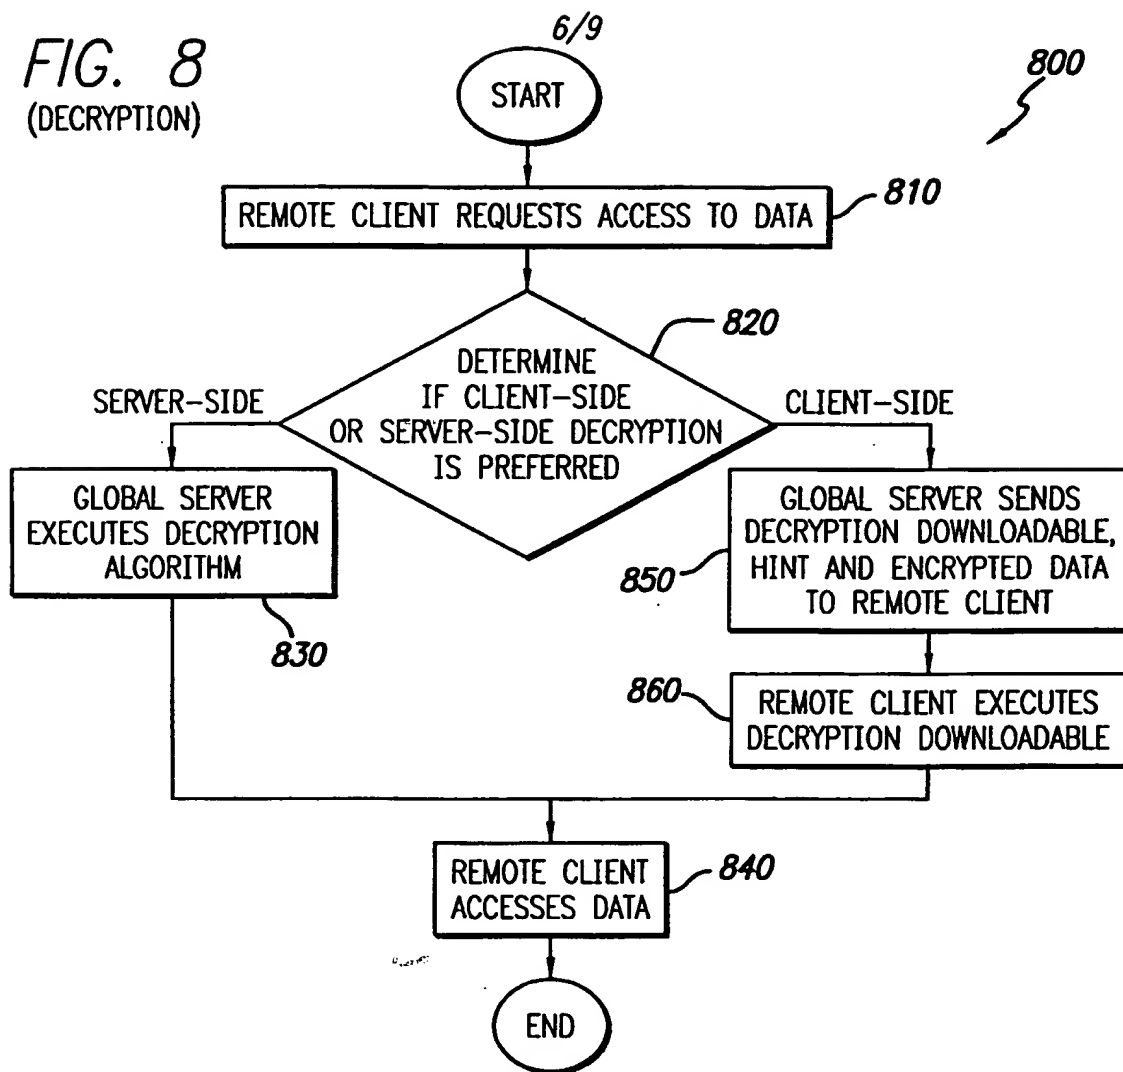 6/9
FIG. 8
(DECRYPTION)
800
START
REMOTE CLIENT REQUESTS ACCESS TO DATA
810
820
DETERMINE
IF CLIENT-SIDE
OR SERVER-SIDE DECRYPTION
IS PREFERRED
SERVER-SIDE
CLIENT-SIDE
GLOBAL SERVER
EXECUTES DECRYPTION
ALGORITHM
830
GLOBAL SERVER SENDS
DECRYPTION DOWNLOADABLE,
HINT AND ENCRYPTED DATA
TO REMOTE CLIENT
850
860
REMOTE CLIENT EXECUTES
DECRYPTION DOWNLOADABLE
REMOTE CLIENT
ACCESSES DATA
840
END